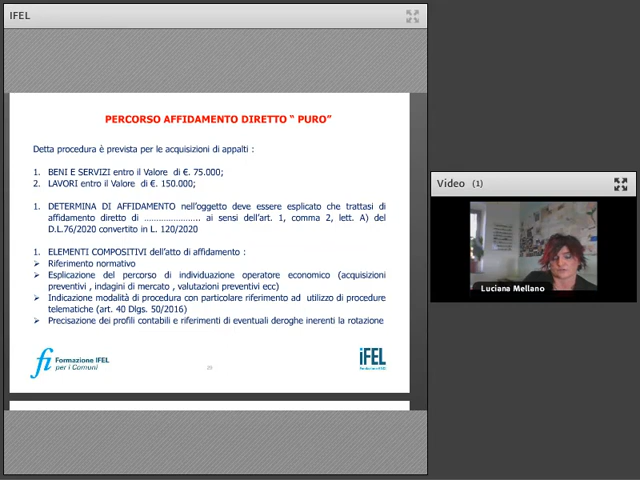 IFEL
PERCORSO AFFIDAMENTO DIRETTO " PURO"
Detta procedura è prevista per le acquisizioni di appalti :
1. BENI E SERVIZI entro il Valore di €. 75.000;
2. LAVORI entro il Valore di €. 150.000;
1. DETERMINA DI AFFIDAMENTO nell'oggetto deve essere esplicato che trattasi di
affidamento diretto di ………………… ai sensi dell'art. 1, comma 2, lett. A) del
D.L.76/2020 convertito in L. 120/2020
1. ELEMENTI COMPOSITIVI dell'atto di affidamento :
➢ Riferimento normativo
➢ Esplicazione del percorso di individuazione operatore economico (acquisizioni
preventivi , indagini di mercato , valutazioni preventivi ecc)
➢ Indicazione modalità di procedura con particolare riferimento ad utilizzo di procedure
telematiche (art. 40 Dlgs. 50/2016)
➢ Precisazione dei profili contabili e riferimenti di eventuali deroghe inerenti la rotazione
fi Formazione IFEL
per i Comuni
IFEL
Video (1)
Luciana Mellano